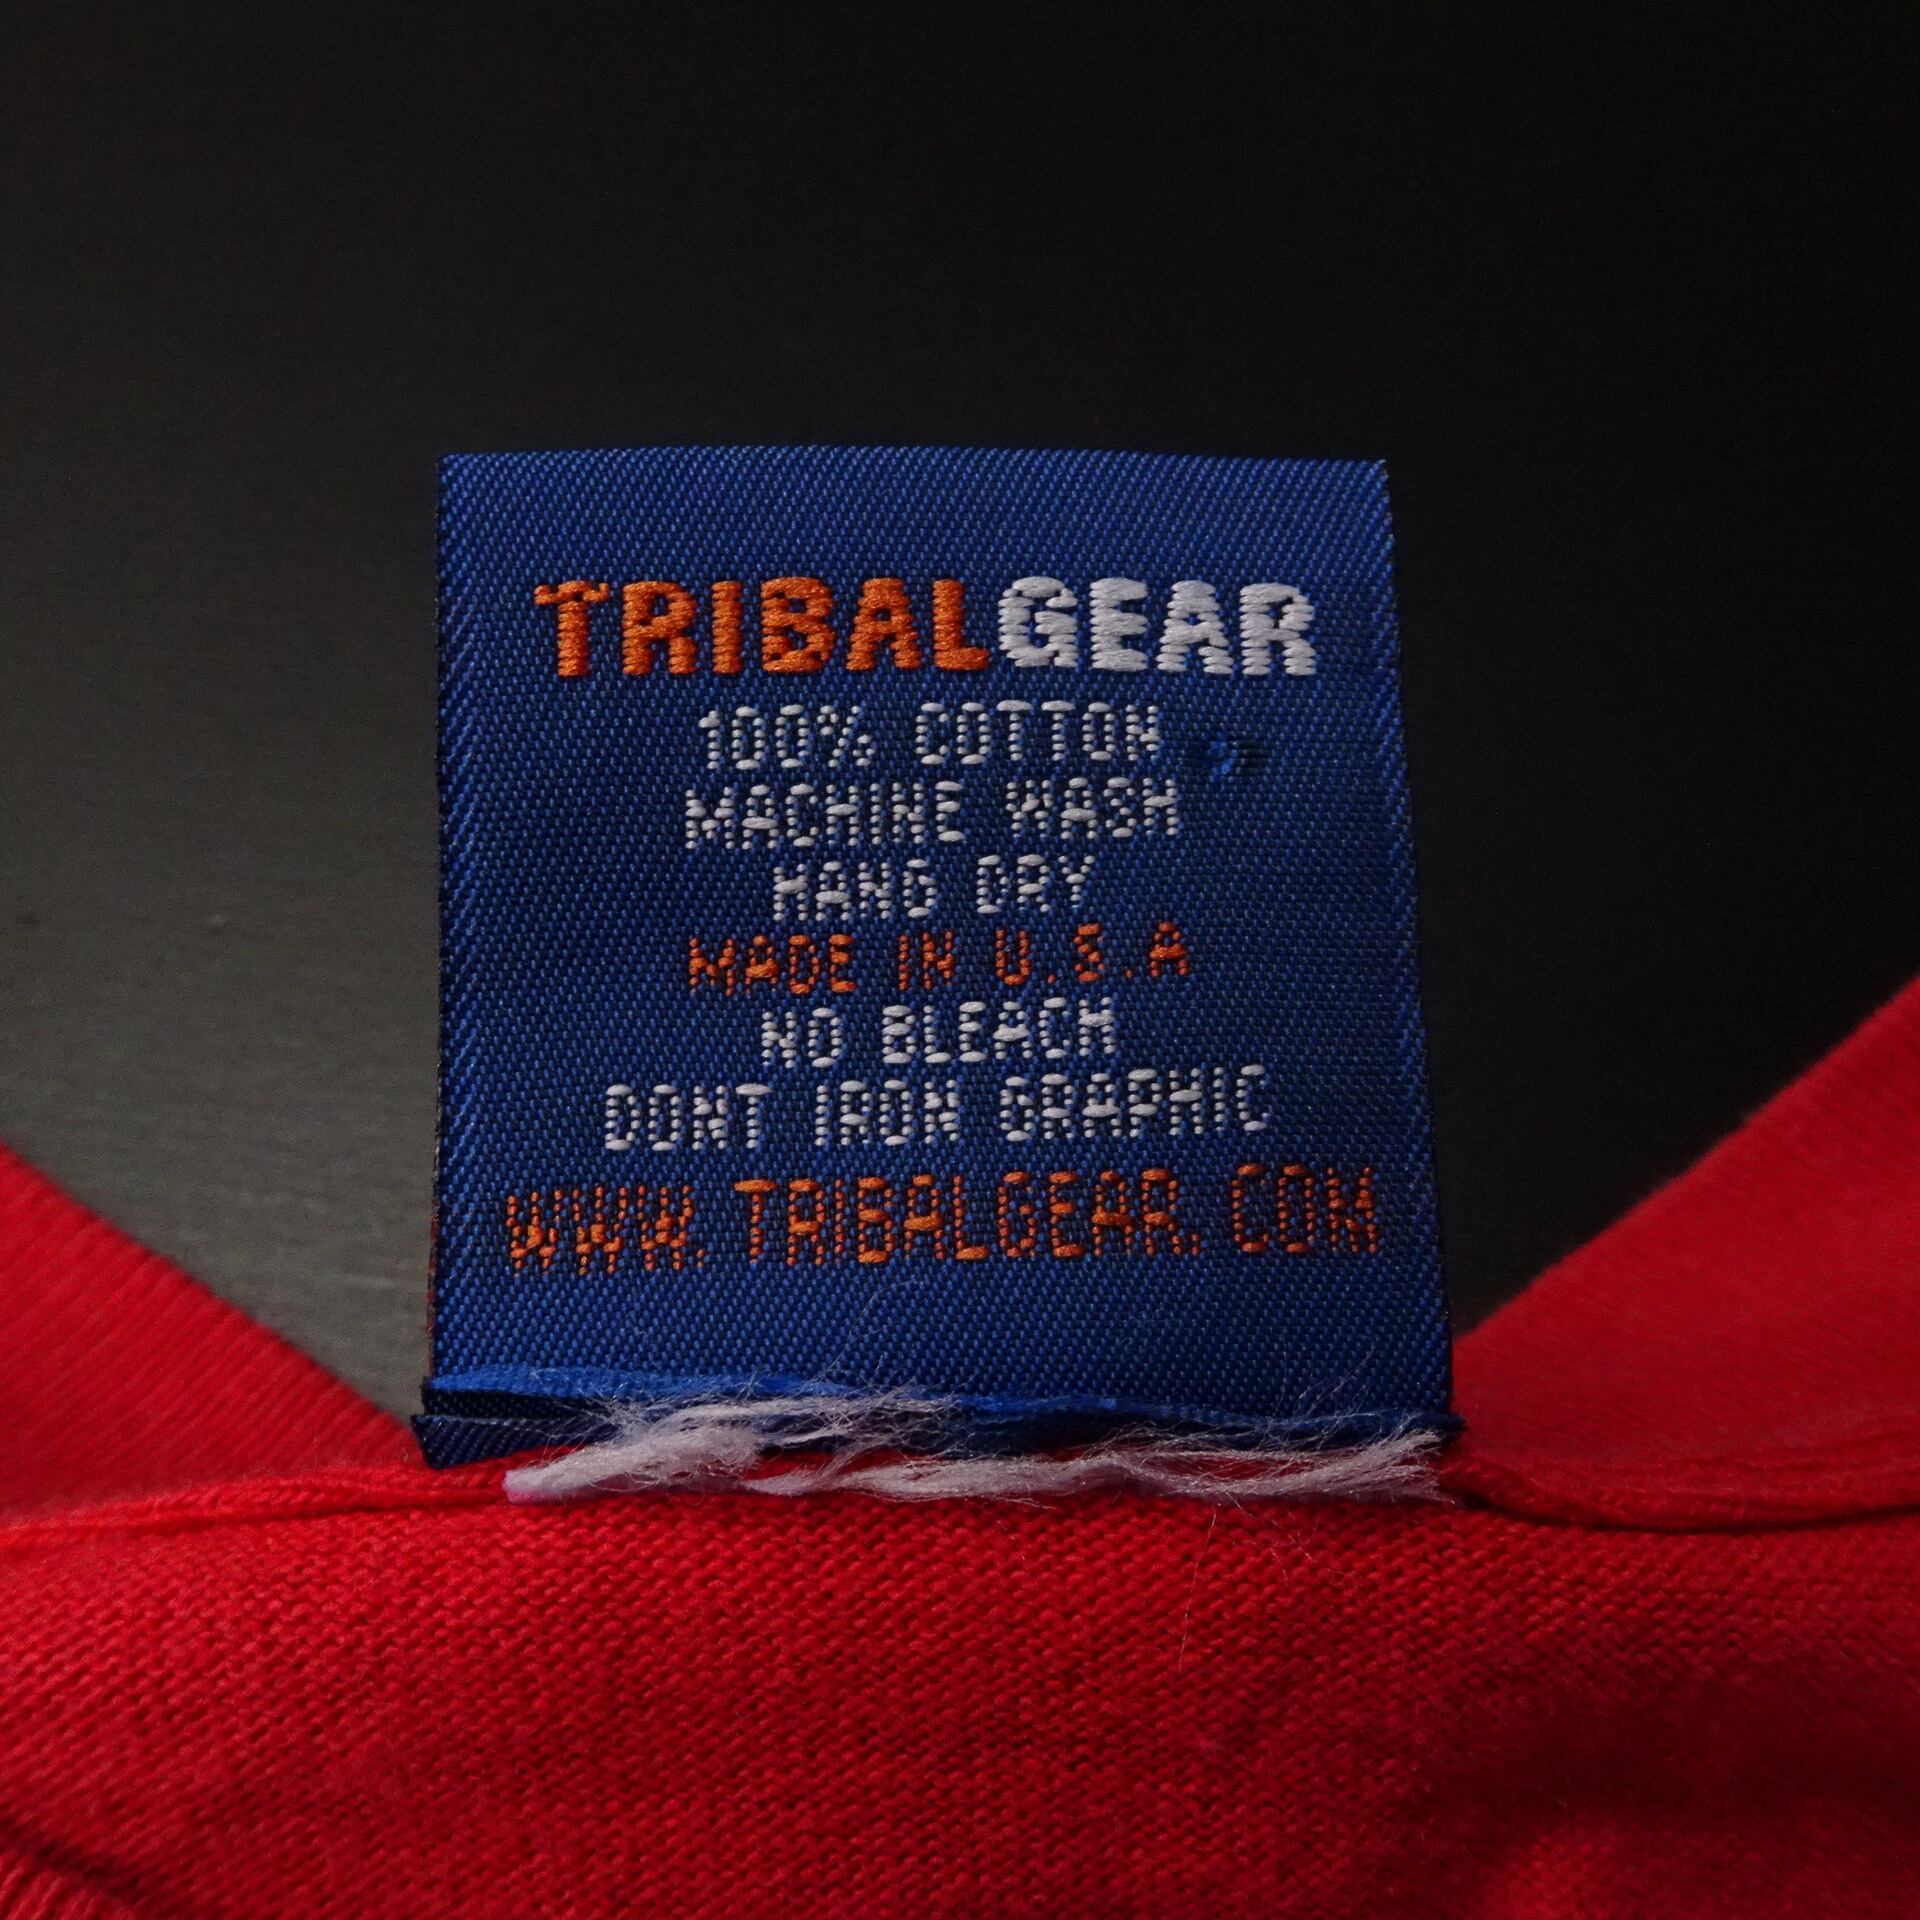 TRIBALGEAR
100% COTTON
MACHINE WASH
HAND DRY
MADE IN U.S.A
NO BLEACH
DONT IRON GRAPHIC
WWW.TRIBALGEAR.COM